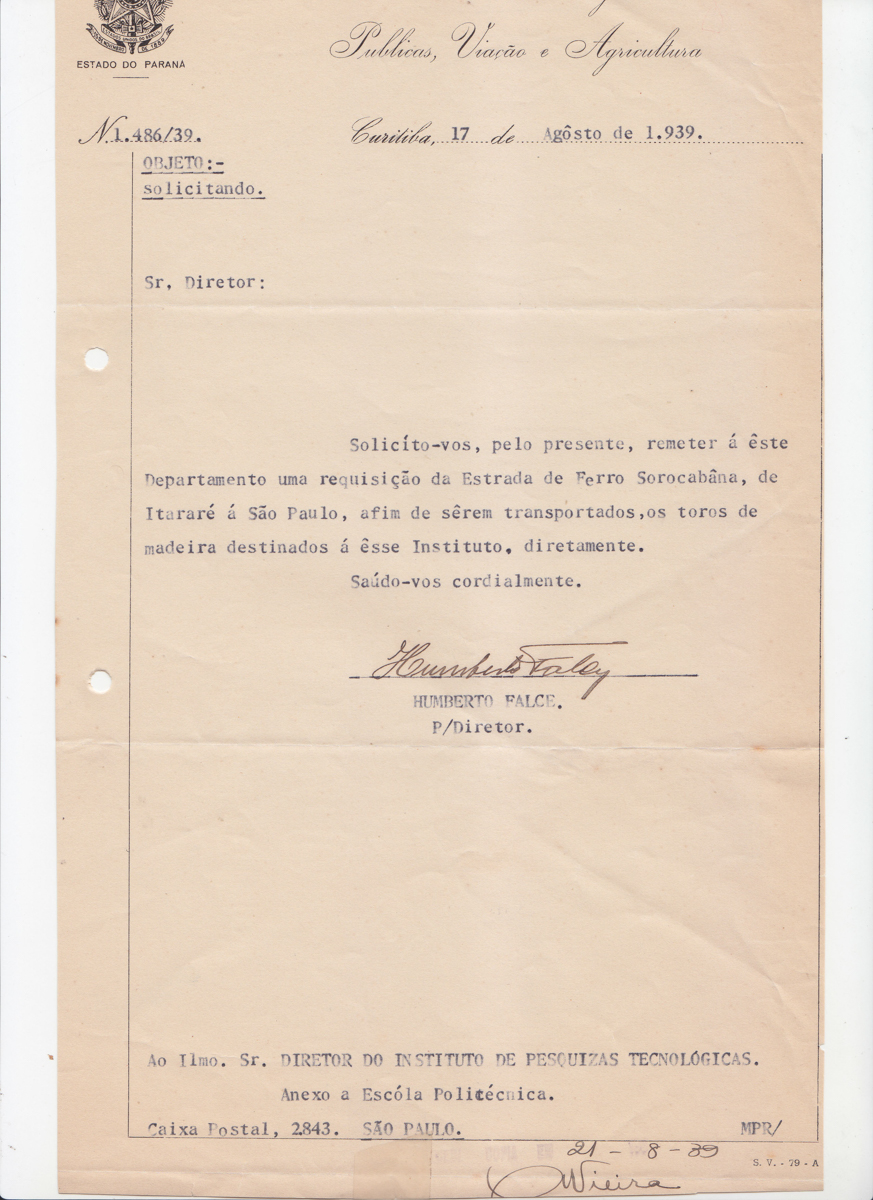 ESTADO DO PARANÁ
Publicas, Viação e Agricultura
N. 1.486/39.
Curitiba, 17 de Agôsto de 1.939.
OBJETO:-
solicitando.
Sr, Diretor:
Solicíto-vos, pelo presente, remeter á êste
Departamento uma requisição da Estrada de Ferro Sorocabâna, de
Itararé á São Paulo, afim de sêrem transportados,os toros de
madeira destinados á êsse Instituto, diretamente.
Saúdo-vos cordialmente.
HUMBERTO FALCE.
P/Diretor.
Ao Ilmo. Sr. DIRETOR DO INSTITUTO DE PESQUIZAS TECNOLÓGICAS.
Anexo a Escóla Politécnica.
Caixa Postal, 2.843. SÃO PAULO.
MPR/
21 - 8 - 39
S. V. - 79 - A
Vieira